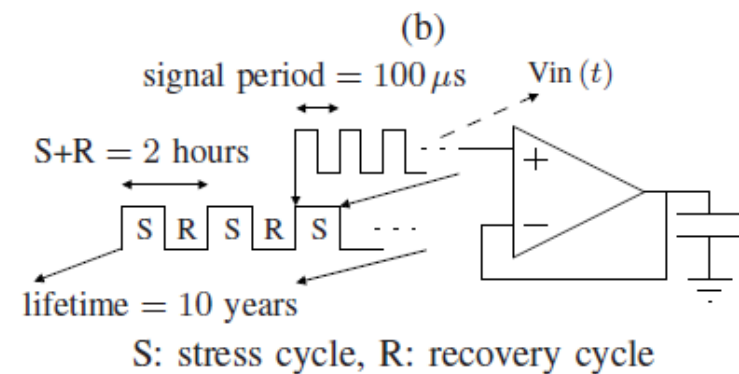 (b)
signal period = 100 μs
Vin (t)
S+R = 2 hours
· · ·
+
S R S R S · · ·
−
lifetime = 10 years
S: stress cycle, R: recovery cycle